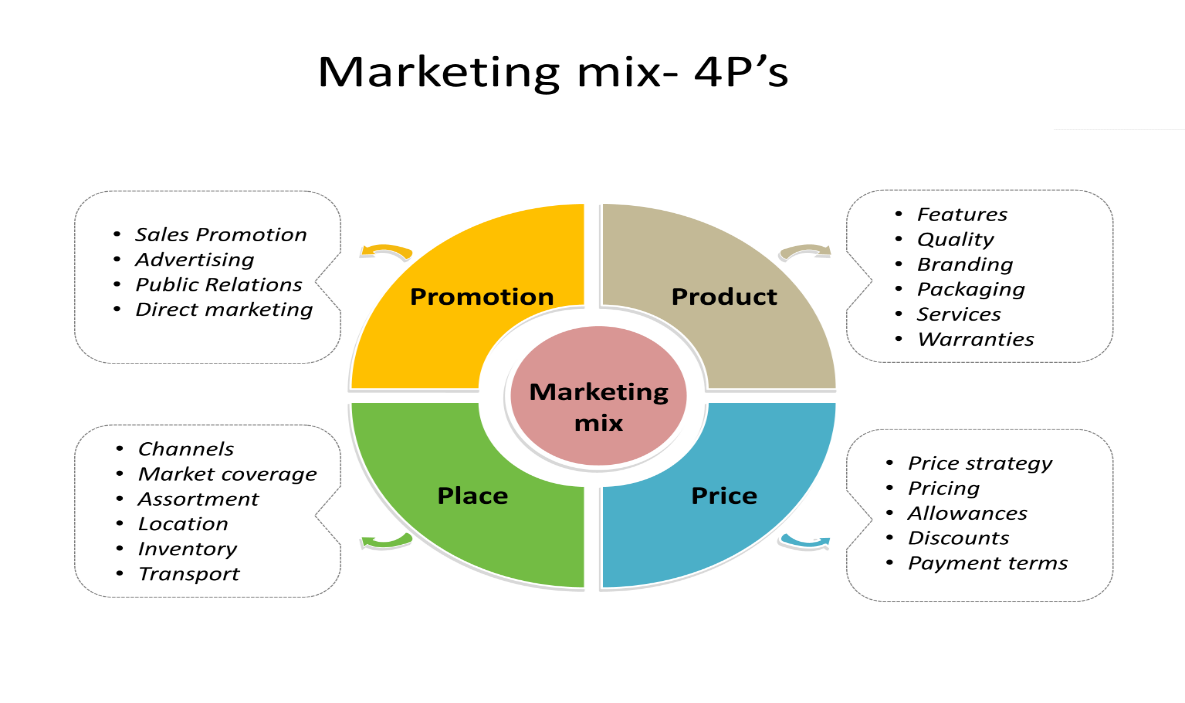 Marketing mix- 4P’s
• Sales Promotion
• Advertising
• Public Relations
• Direct marketing
Promotion
Product
• Features
• Quality
• Branding
• Packaging
• Services
• Warranties
Marketing
mix
• Channels
• Market coverage
• Assortment
• Location
• Inventory
• Transport
Place
Price
• Price strategy
• Pricing
• Allowances
• Discounts
• Payment terms